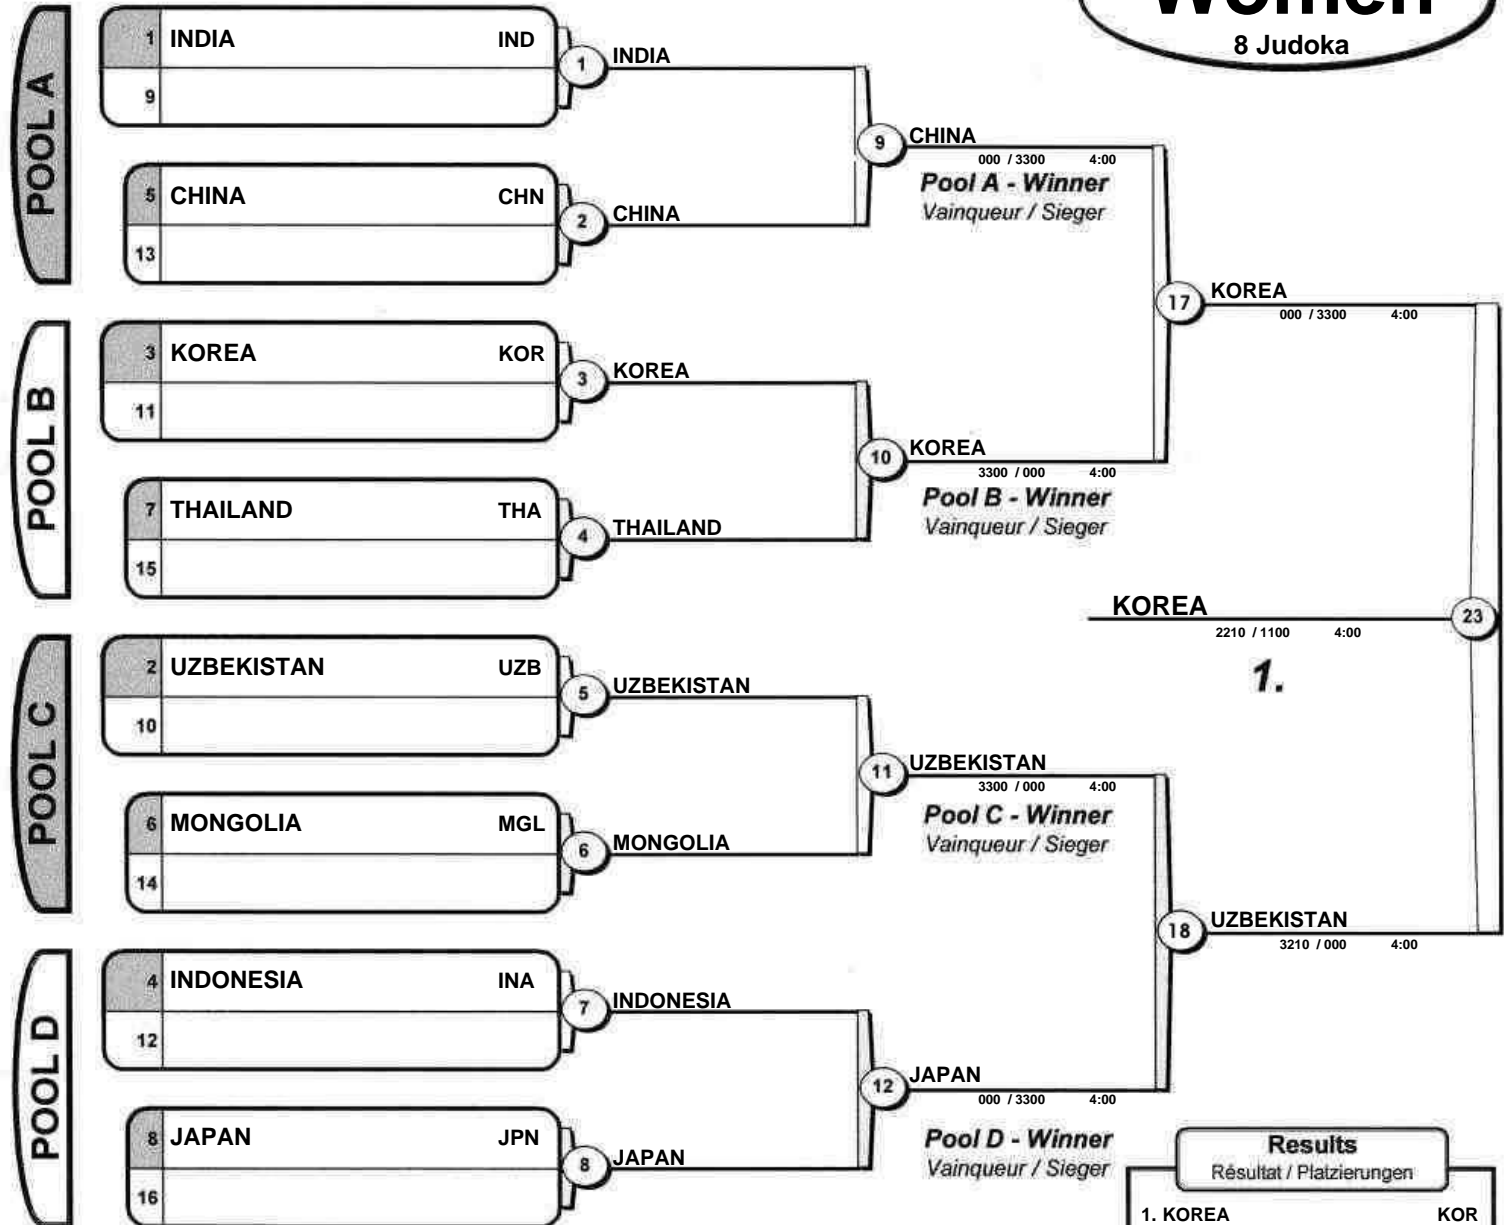 Women
8 Judoka
POOL A
1 INDIA IND
9
5 CHINA CHN
13
1 INDIA
2 CHINA
9 CHINA
000 / 3300 4:00
Pool A - Winner
Vainqueur / Sieger
POOL B
3 KOREA KOR
11
7 THAILAND THA
15
3 KOREA
4 THAILAND
10 KOREA
3300 / 000 4:00
Pool B - Winner
Vainqueur / Sieger
17 KOREA
000 / 3300 4:00
KOREA 23
2210 / 1100 4:00
1.
POOL C
2 UZBEKISTAN UZB
10
6 MONGOLIA MGL
14
5 UZBEKISTAN
6 MONGOLIA
11 UZBEKISTAN
3300 / 000 4:00
Pool C - Winner
Vainqueur / Sieger
18 UZBEKISTAN
3210 / 000 4:00
POOL D
4 INDONESIA INA
12
8 JAPAN JPN
16
7 INDONESIA
8 JAPAN
12 JAPAN
000 / 3300 4:00
Pool D - Winner
Vainqueur / Sieger
Results
Résultat / Platzierungen
1. KOREA KOR